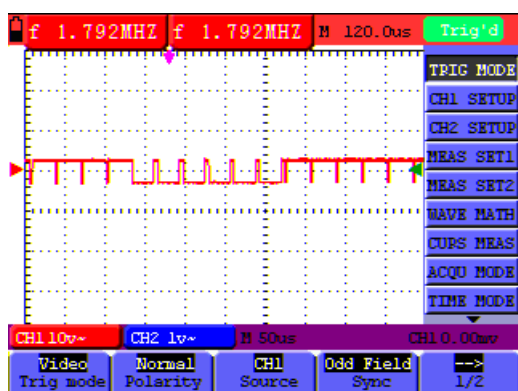 f 1.792MHZ f 1.792MHZ M 120.0us Trig'd
TRIG MODE
CH1 SETUP
CH2 SETUP
MEAS SET1
MEAS SET2
WAVE MATH
CUPS MEAS
ACQU MODE
TIME MODE
CH1 10v~ CH2 1v~ M 50us CH1 0.00mv
Video Normal CH1 Odd Field -->
Trig mode Polarity Source Sync 1/2